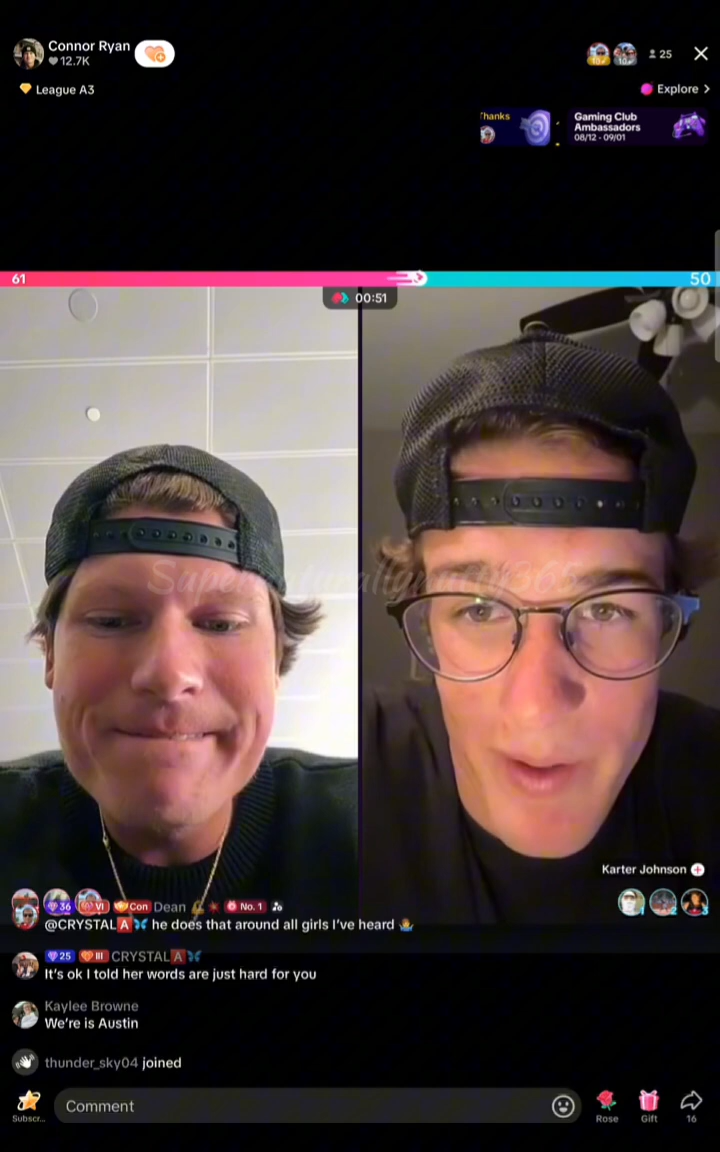 Connor Ryan
12.7K
25
League A3
Explore >
Thanks
Gaming Club
Ambassadors
08/12 - 09/01
61
50
00:51
Karter Johnson
36 VI Con Dean No. 1
@CRYSTAL A he does that around all girls I've heard
25 III CRYSTAL A
It's ok I told her words are just hard for you
Kaylee Browne
We're is Austin
thunder_sky04 joined
Comment
Subscr...
Rose
Gift
16